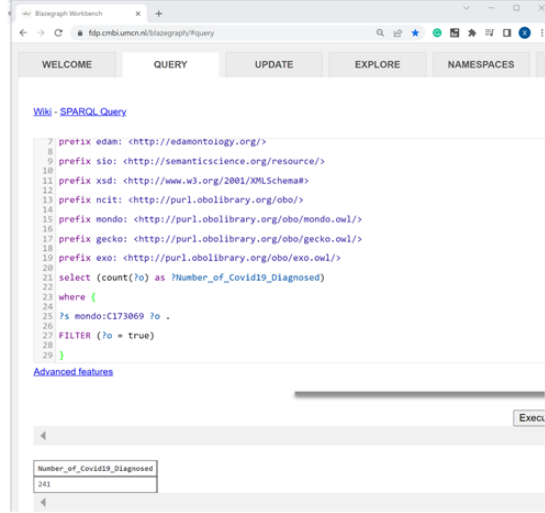 Blazegraph Workbench
fdp.cmbi.umcn.nl/blazegraph/#query
WELCOME QUERY UPDATE EXPLORE NAMESPACES
Wiki - SPARQL Query
7 prefix edam: <http://edamontology.org/>
8
9 prefix sio: <http://semanticscience.org/resource/>
10
11 prefix xsd: <http://www.w3.org/2001/XMLSchema#>
12
13 prefix ncit: <http://purl.obolibrary.org/obo/>
14
15 prefix mondo: <http://purl.obolibrary.org/obo/mondo.owl/>
16
17 prefix gecko: <http://purl.obolibrary.org/obo/gecko.owl/>
18
19 prefix exo: <http://purl.obolibrary.org/obo/exo.owl/>
20
21 select (count(?o) as ?Number_of_Covid19_Diagnosed)
22
23 where {
24
25 ?s mondo:C173069 ?o .
26
27 FILTER (?o = true)
28
29 }
Advanced features
Execu
Number_of_Covid19_Diagnosed
241